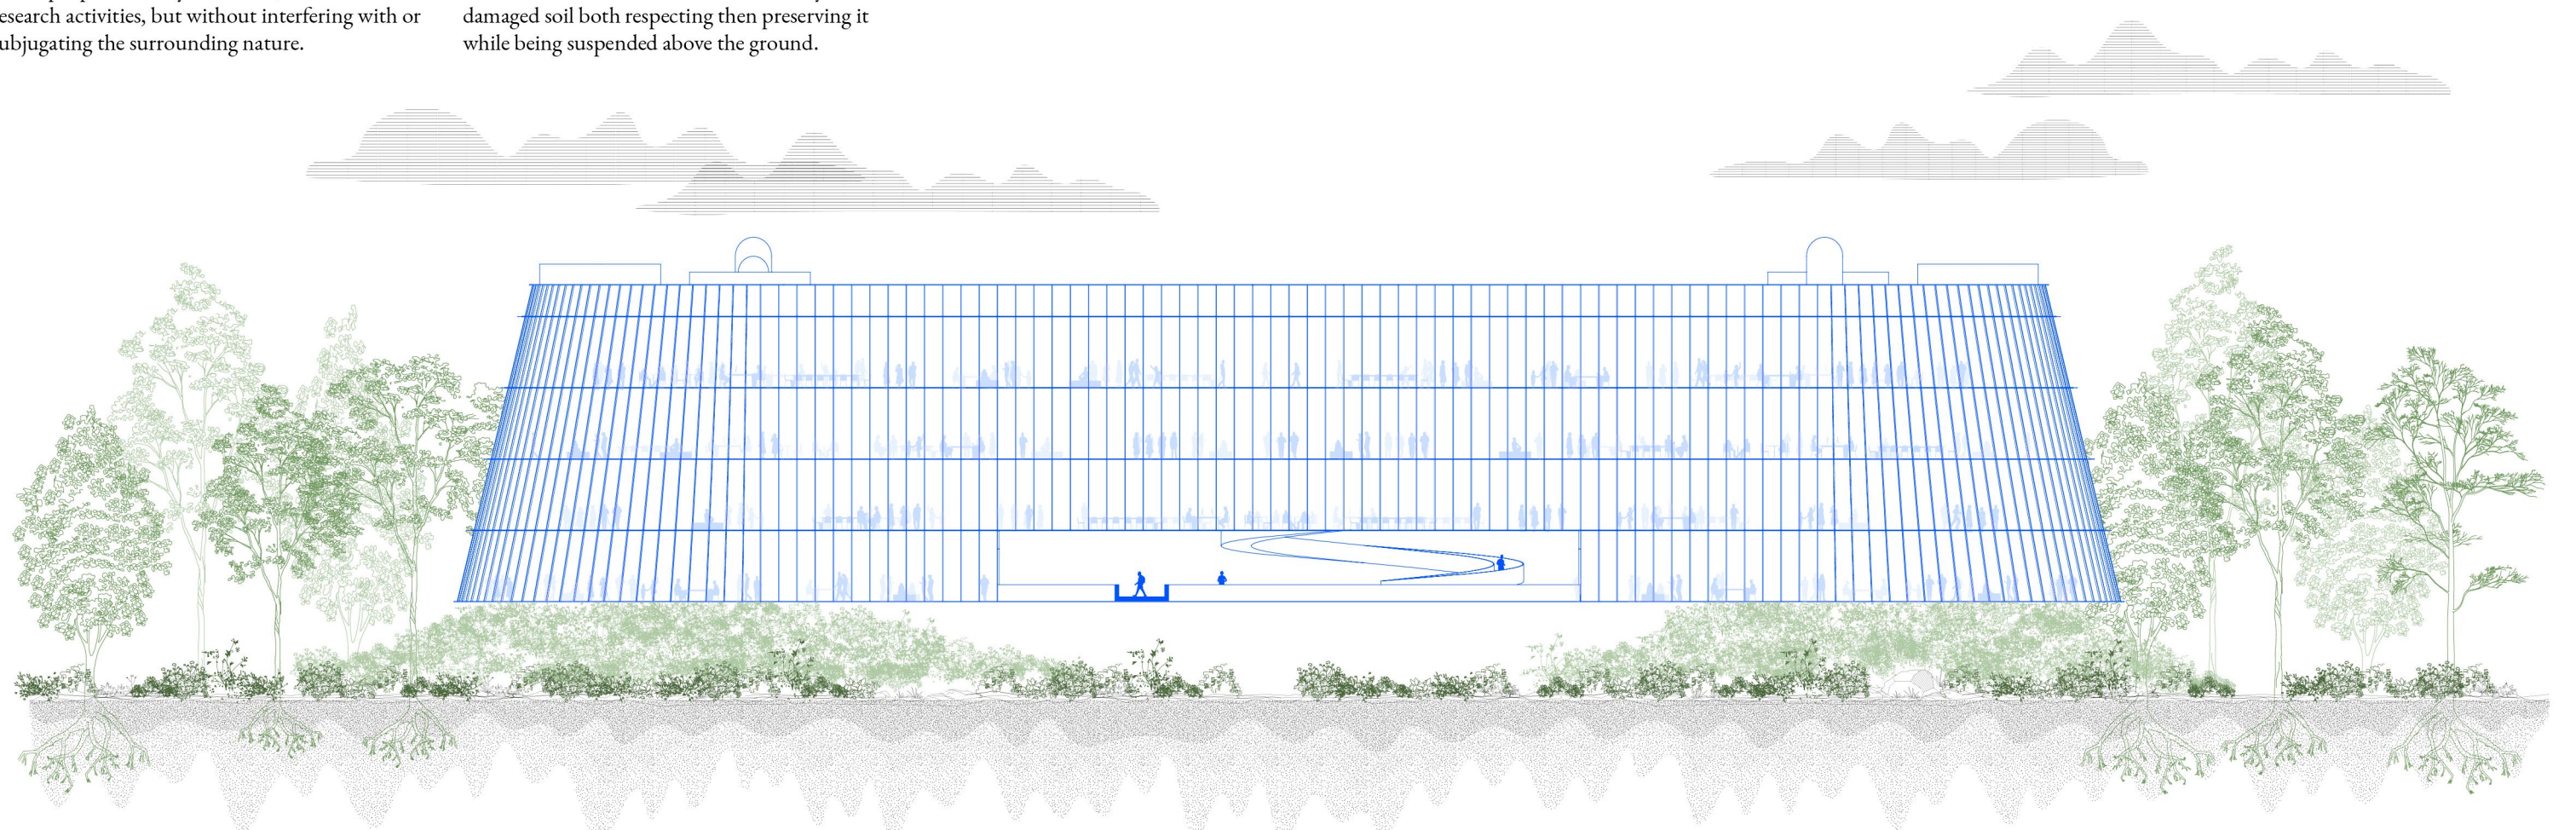 esearch activities, but without interfering with or
ubjugating the surrounding nature.
damaged soil both respecting then preserving it
while being suspended above the ground.